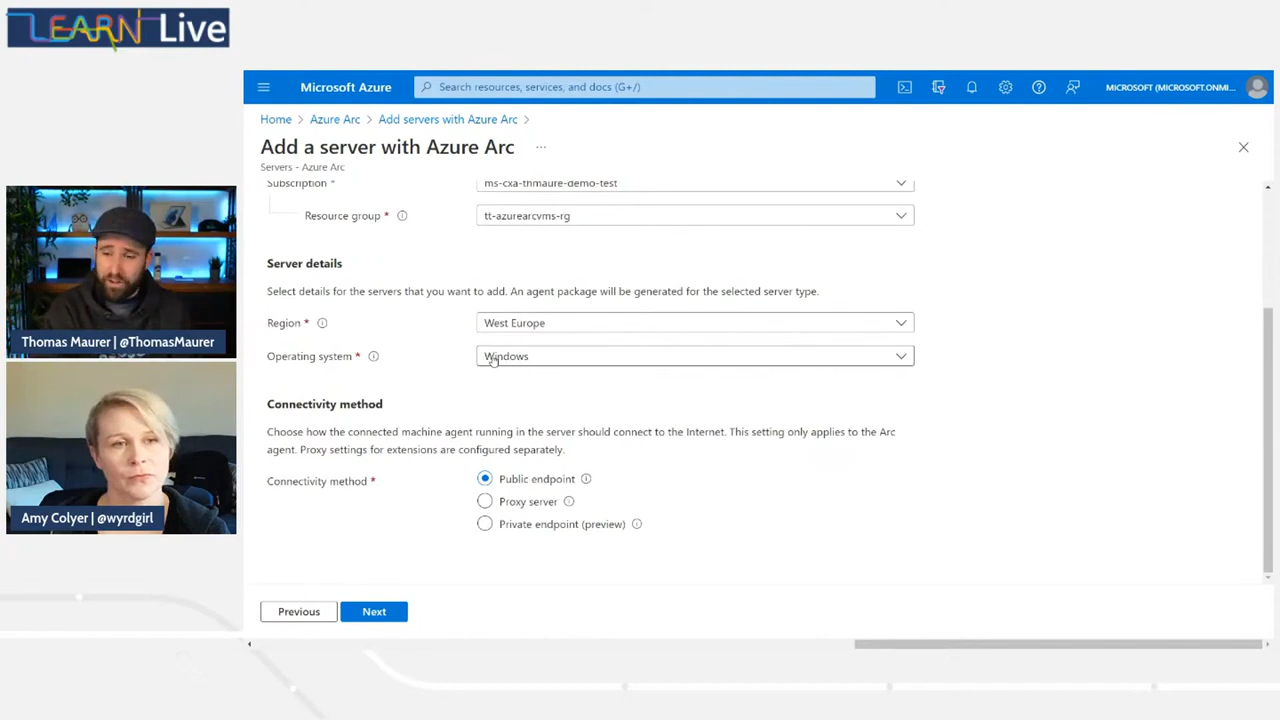 LEARN Live
Microsoft Azure
Search resources, services, and docs (G+/)
MICROSOFT (MICROSOFT.ONMI...
Home > Azure Arc > Add servers with Azure Arc >
Add a server with Azure Arc ...
Servers - Azure Arc
Subscription *
ms-cxa-thmaure-demo-test
Resource group *
tt-azurearcvms-rg
Server details
Select details for the servers that you want to add. An agent package will be generated for the selected server type.
Region *
West Europe
Operating system *
Windows
Connectivity method
Choose how the connected machine agent running in the server should connect to the Internet. This setting only applies to the Arc
agent. Proxy settings for extensions are configured separately.
Connectivity method *
Public endpoint
Proxy server
Private endpoint (preview)
Previous
Next
Thomas Maurer | @ThomasMaurer
Amy Colyer | @wyrdgirl